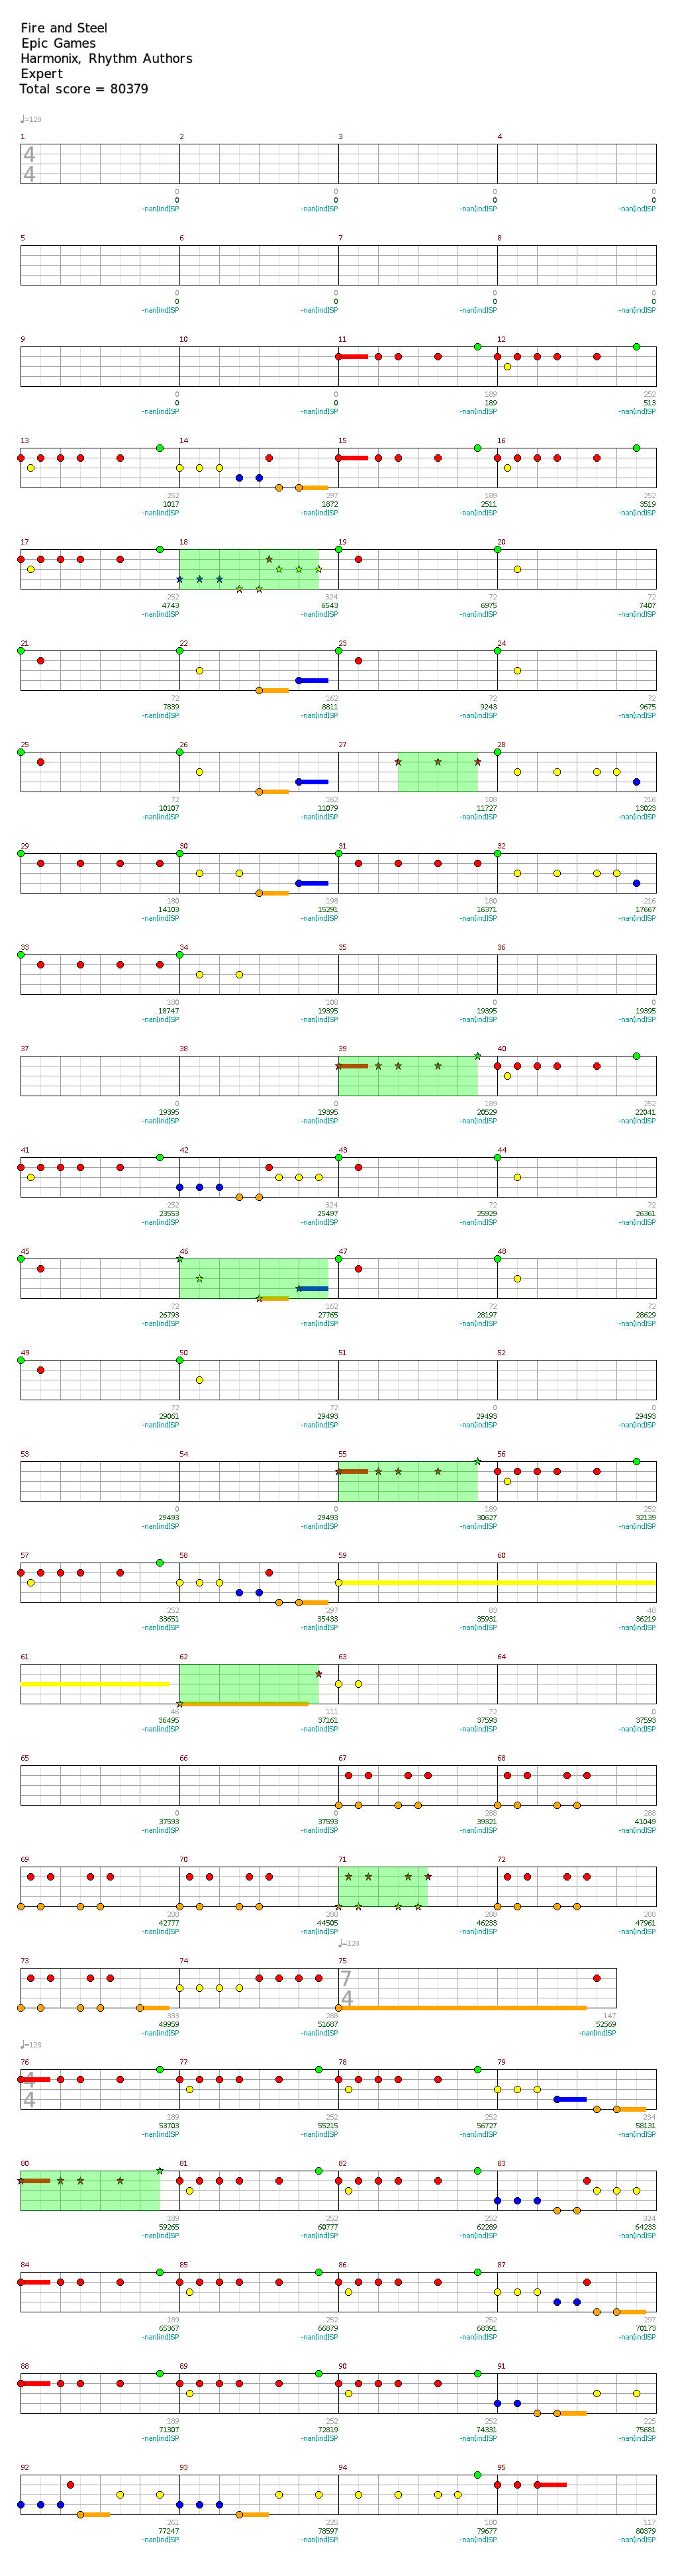 Fire and Steel
Epic Games
Harmonix, Rhythm Authors
Expert
Total score = 80379
♩=128
1 2 3 4
4
4
0 0 0 0
0 0 0 0
-nan(ind)SP -nan(ind)SP -nan(ind)SP -nan(ind)SP
5 6 7 8
0 0 0 0
0 0 0 0
-nan(ind)SP -nan(ind)SP -nan(ind)SP -nan(ind)SP
9 10 11 12
0 0 189 252
0 0 189 513
-nan(ind)SP -nan(ind)SP -nan(ind)SP -nan(ind)SP
13 14 15 16
252 297 189 252
1017 1872 2511 3519
-nan(ind)SP -nan(ind)SP -nan(ind)SP -nan(ind)SP
17 18 19 20
252 324 72 72
4743 6543 6975 7407
-nan(ind)SP -nan(ind)SP -nan(ind)SP -nan(ind)SP
21 22 23 24
72 162 72 72
7839 8811 9243 9675
-nan(ind)SP -nan(ind)SP -nan(ind)SP -nan(ind)SP
25 26 27 28
72 162 108 216
10107 11079 11727 13023
-nan(ind)SP -nan(ind)SP -nan(ind)SP -nan(ind)SP
29 30 31 32
180 198 180 216
14103 15291 16371 17667
-nan(ind)SP -nan(ind)SP -nan(ind)SP -nan(ind)SP
33 34 35 36
180 108 0 0
18747 19395 19395 19395
-nan(ind)SP -nan(ind)SP -nan(ind)SP -nan(ind)SP
37 38 39 40
0 0 189 252
19395 19395 20529 22041
-nan(ind)SP -nan(ind)SP -nan(ind)SP -nan(ind)SP
41 42 43 44
252 324 72 72
23553 25497 25929 26361
-nan(ind)SP -nan(ind)SP -nan(ind)SP -nan(ind)SP
45 46 47 48
72 162 72 72
26793 27765 28197 28629
-nan(ind)SP -nan(ind)SP -nan(ind)SP -nan(ind)SP
49 50 51 52
72 72 0 0
29061 29493 29493 29493
-nan(ind)SP -nan(ind)SP -nan(ind)SP -nan(ind)SP
53 54 55 56
0 0 189 252
29493 29493 30627 32139
-nan(ind)SP -nan(ind)SP -nan(ind)SP -nan(ind)SP
57 58 59 60
252 297 83 48
33651 35433 35931 36219
-nan(ind)SP -nan(ind)SP -nan(ind)SP -nan(ind)SP
61 62 63 64
46 111 72 0
36495 37161 37593 37593
-nan(ind)SP -nan(ind)SP -nan(ind)SP -nan(ind)SP
65 66 67 68
0 0 288 288
37593 37593 39321 41049
-nan(ind)SP -nan(ind)SP -nan(ind)SP -nan(ind)SP
69 70 71 72
288 288 288 288
42777 44505 46233 47961
-nan(ind)SP -nan(ind)SP -nan(ind)SP -nan(ind)SP
♩=128
73 74 75
7
4
333 288 147
49959 51687 52569
-nan(ind)SP -nan(ind)SP -nan(ind)SP
♩=128
76 77 78 79
4
4
189 252 252 234
53703 55215 56727 58131
-nan(ind)SP -nan(ind)SP -nan(ind)SP -nan(ind)SP
80 81 82 83
189 252 252 324
59265 60777 62289 64233
-nan(ind)SP -nan(ind)SP -nan(ind)SP -nan(ind)SP
84 85 86 87
189 252 252 297
65367 66879 68391 70173
-nan(ind)SP -nan(ind)SP -nan(ind)SP -nan(ind)SP
88 89 90 91
189 252 252 225
71307 72819 74331 75681
-nan(ind)SP -nan(ind)SP -nan(ind)SP -nan(ind)SP
92 93 94 95
261 225 180 117
77247 78597 79677 80379
-nan(ind)SP -nan(ind)SP -nan(ind)SP -nan(ind)SP